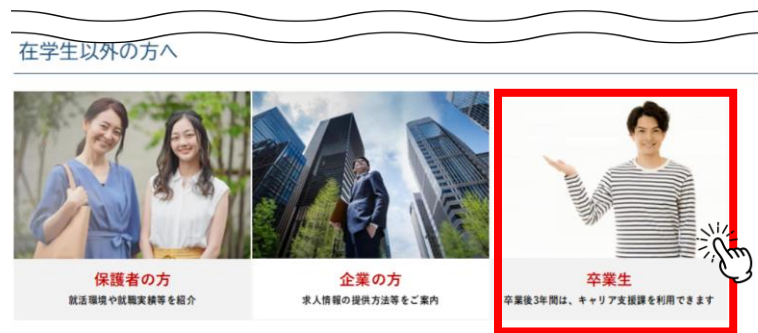 在学生以外の方へ
保護者の方
就活環境や就職実績等を紹介
企業の方
求人情報の提供方法等をご案内
卒業生
卒業後3年間は、キャリア支援課を利用できます